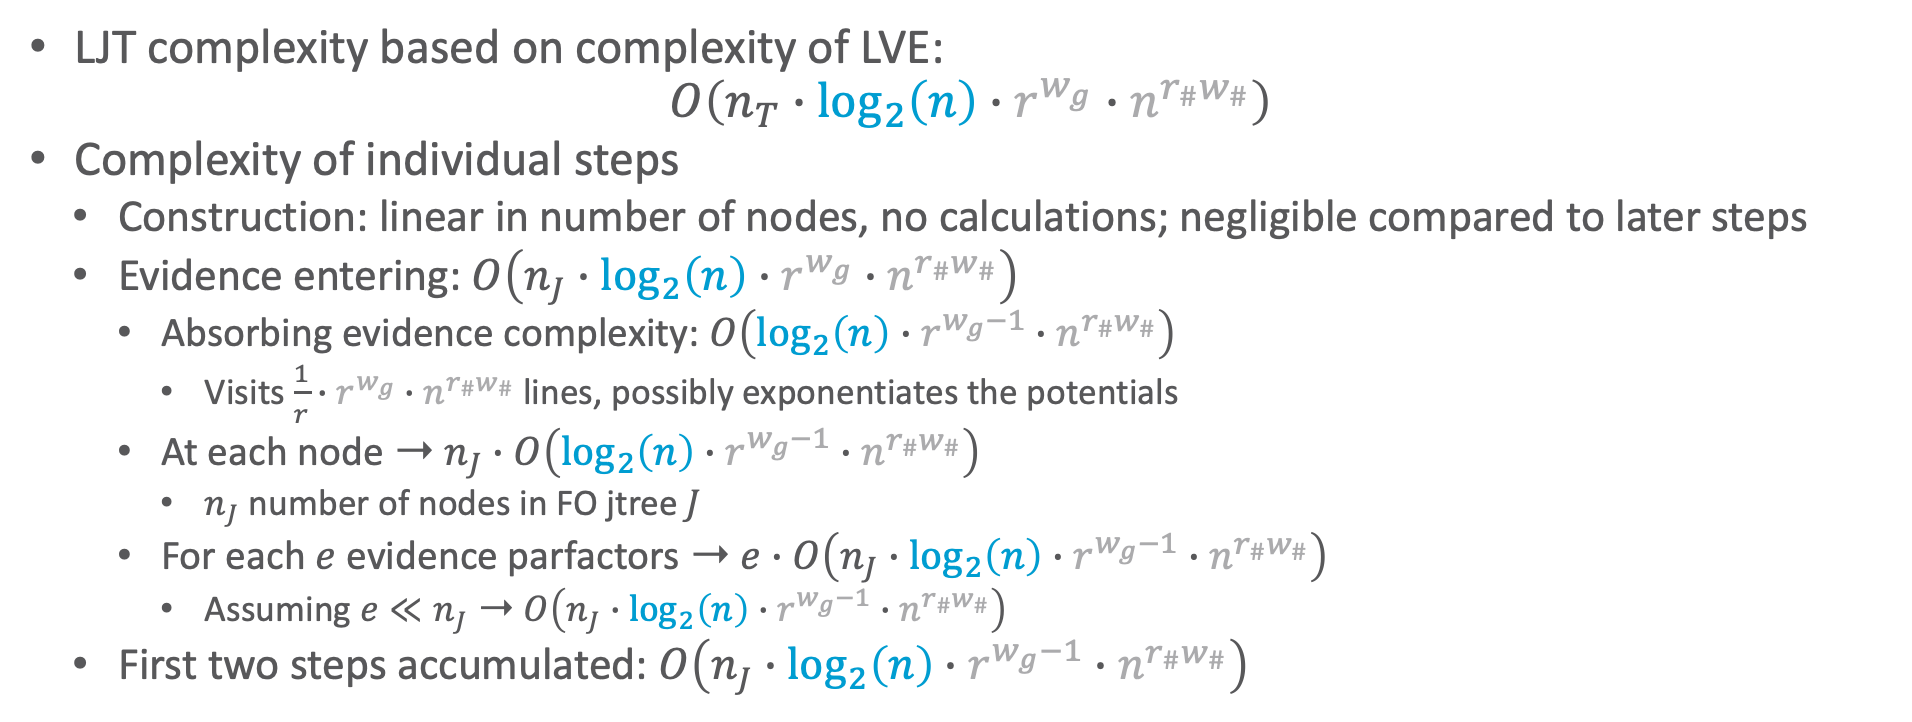 • LJT complexity based on complexity of LVE:
O(n_T · log₂(n) · r^{w_g} · n^{r_# w_#})
• Complexity of individual steps
• Construction: linear in number of nodes, no calculations; negligible compared to later steps
• Evidence entering: O(n_J · log₂(n) · r^{w_g} · n^{r_# w_#})
• Absorbing evidence complexity: O(log₂(n) · r^{w_g−1} · n^{r_# w_#})
• Visits 1/r · r^{w_g} · n^{r_# w_#} lines, possibly exponentiates the potentials
• At each node → n_J · O(log₂(n) · r^{w_g−1} · n^{r_# w_#})
• n_J number of nodes in FO jtree J
• For each e evidence parfactors → e · O(n_J · log₂(n) · r^{w_g−1} · n^{r_# w_#})
• Assuming e ≪ n_J → O(n_J · log₂(n) · r^{w_g−1} · n^{r_# w_#})
• First two steps accumulated: O(n_J · log₂(n) · r^{w_g−1} · n^{r_# w_#})